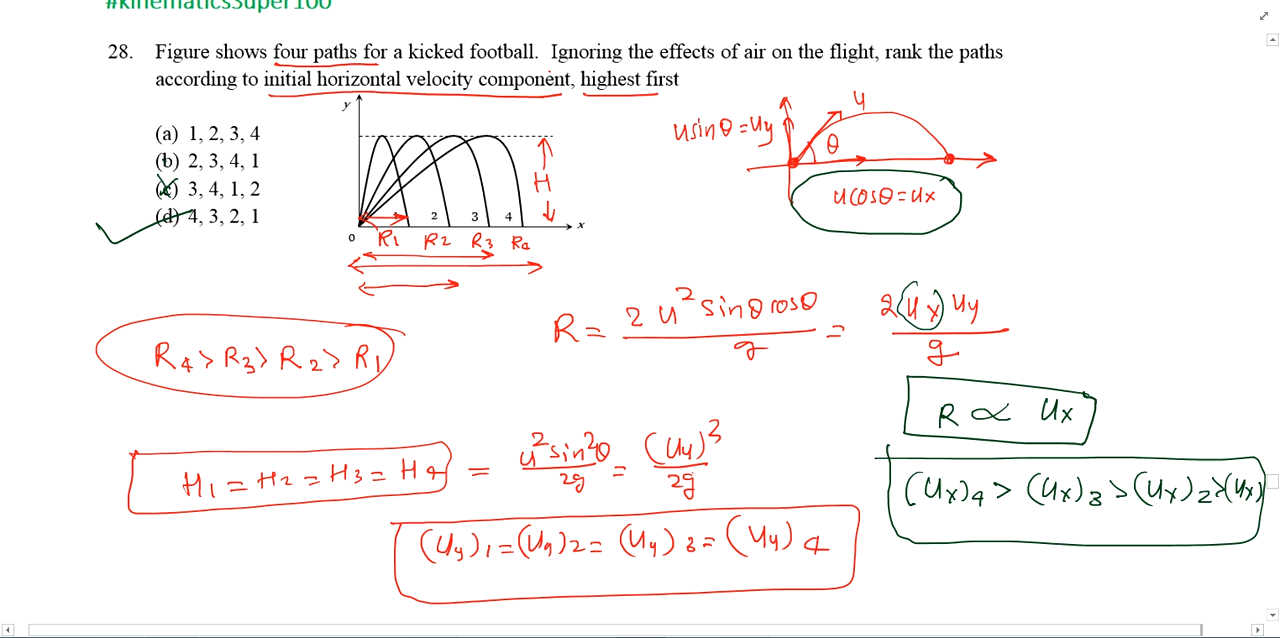 #kinematicsSuper100
28. Figure shows four paths for a kicked football. Ignoring the effects of air on the flight, rank the paths
according to initial horizontal velocity component, highest first
(a) 1, 2, 3, 4
(b) 2, 3, 4, 1
(c) 3, 4, 1, 2
(d) 4, 3, 2, 1
y
H
1 2 3 4
0 x
R1 R2 R3 R4
u
usinθ = uy
θ
ucosθ = ux
R = 2u²sinθcosθ/g = 2(ux)uy/g
R4 > R3 > R2 > R1
R ∝ ux
H1 = H2 = H3 = H4 = u²sin²θ/2g = (uy)²/2g
(ux)4 > (ux)3 > (ux)2 > (ux)
(uy)1 = (uy)2 = (uy)3 = (uy)4